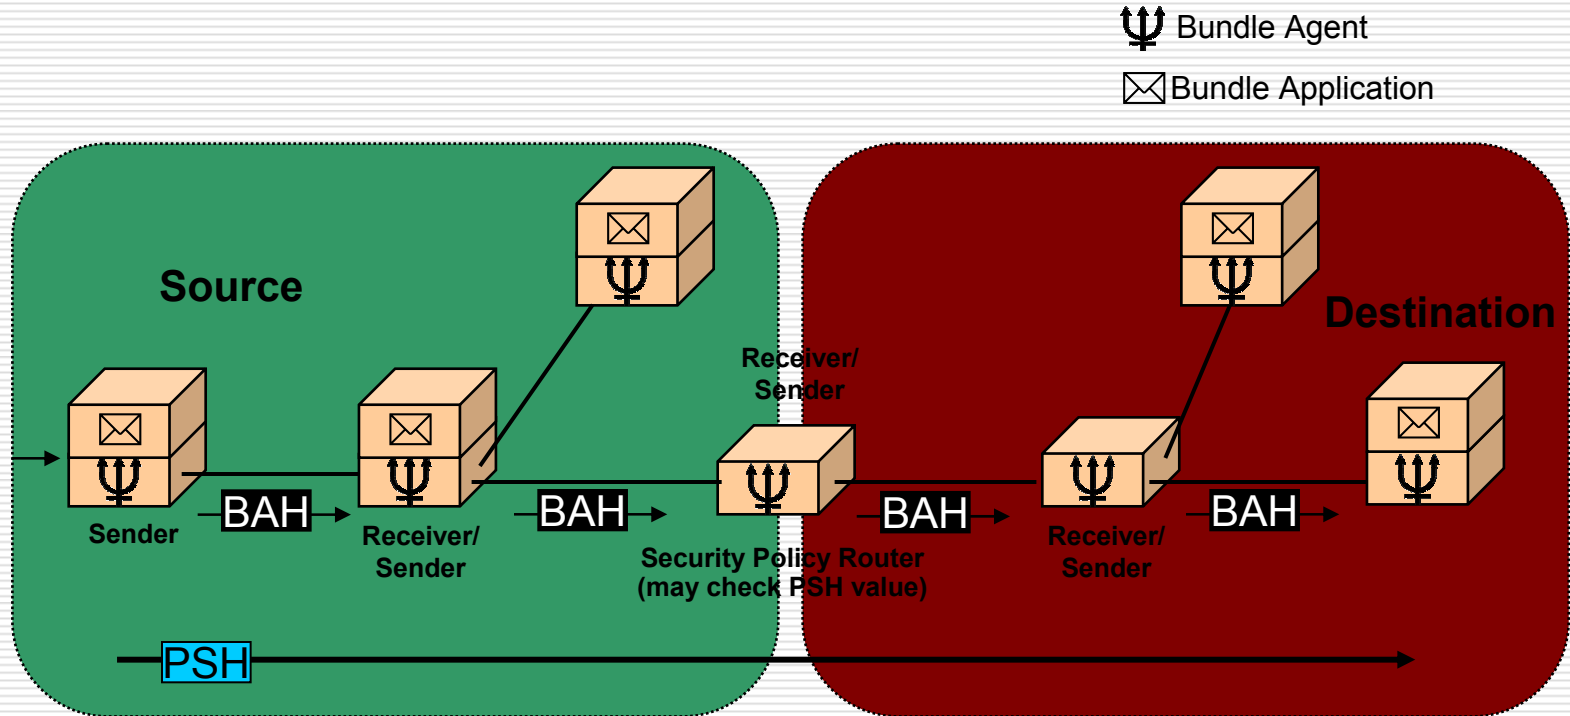 Bundle Agent
Bundle Application
Source
Destination
Receiver/
Sender
Sender
BAH
Receiver/
Sender
BAH
Security Policy Router
(may check PSH value)
BAH
Receiver/
Sender
BAH
PSH